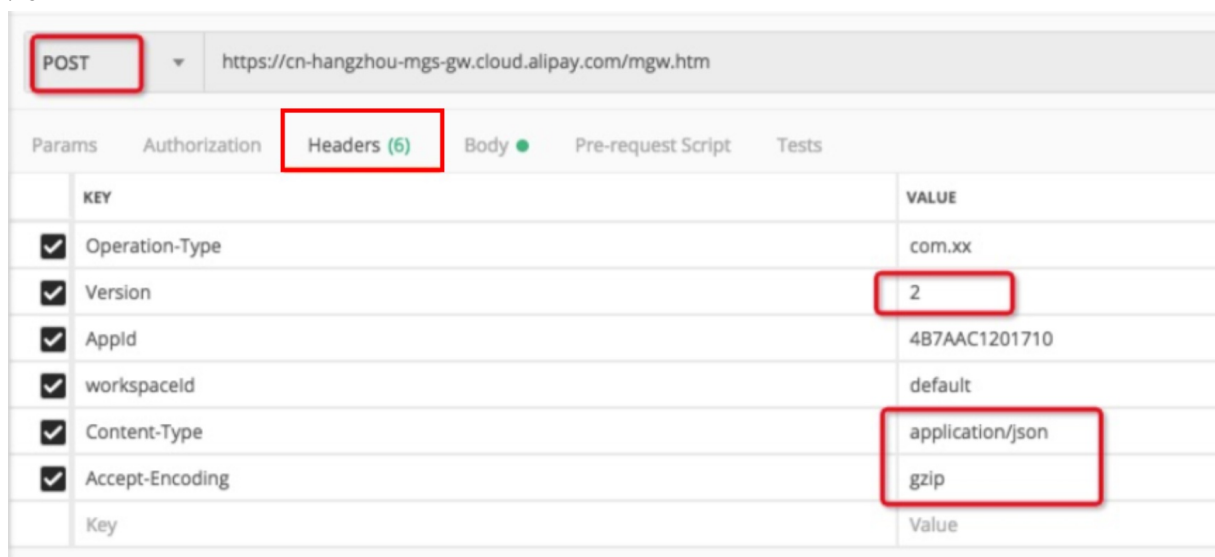 POST https://cn-hangzhou-mgs-gw.cloud.alipay.com/mgw.htm
Params Authorization Headers (6) Body Pre-request Script Tests
KEY VALUE
Operation-Type com.xx
Version 2
AppId 4B7AAC1201710
workspaceId default
Content-Type application/json
Accept-Encoding gzip
Key Value